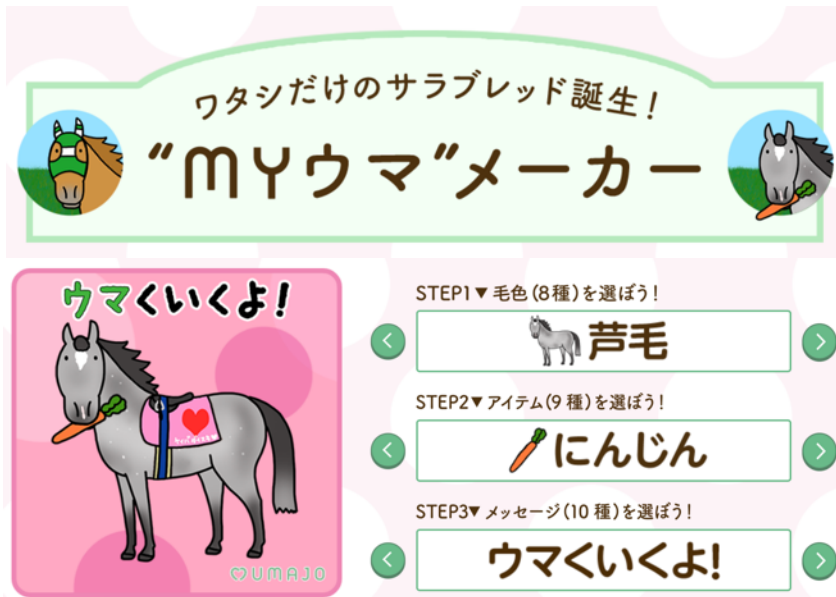 ワタシだけのサラブレッド誕生！
“MYウマ”メーカー
ウマくいくよ！
♡UMAJO
STEP1▼毛色（8種）を選ぼう！
芦毛
STEP2▼アイテム（9種）を選ぼう！
にんじん
STEP3▼メッセージ（10種）を選ぼう！
ウマくいくよ！